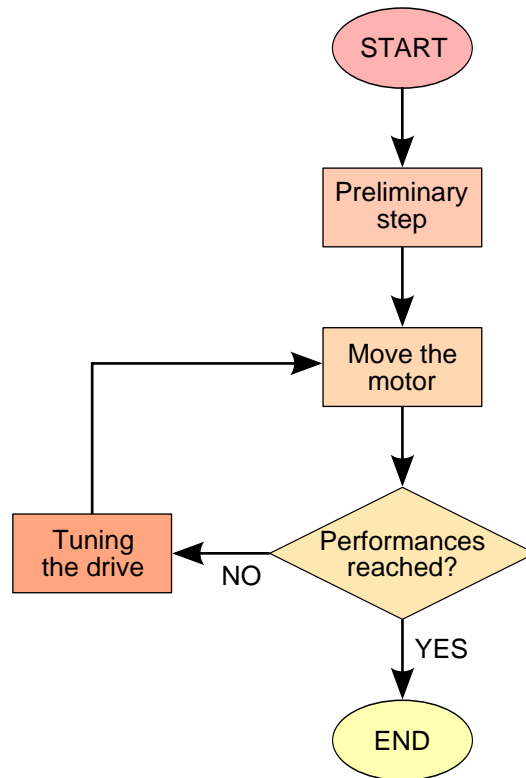 START
Preliminary
step
Move the
motor
Performances
reached?
Tuning
the drive
NO
YES
END